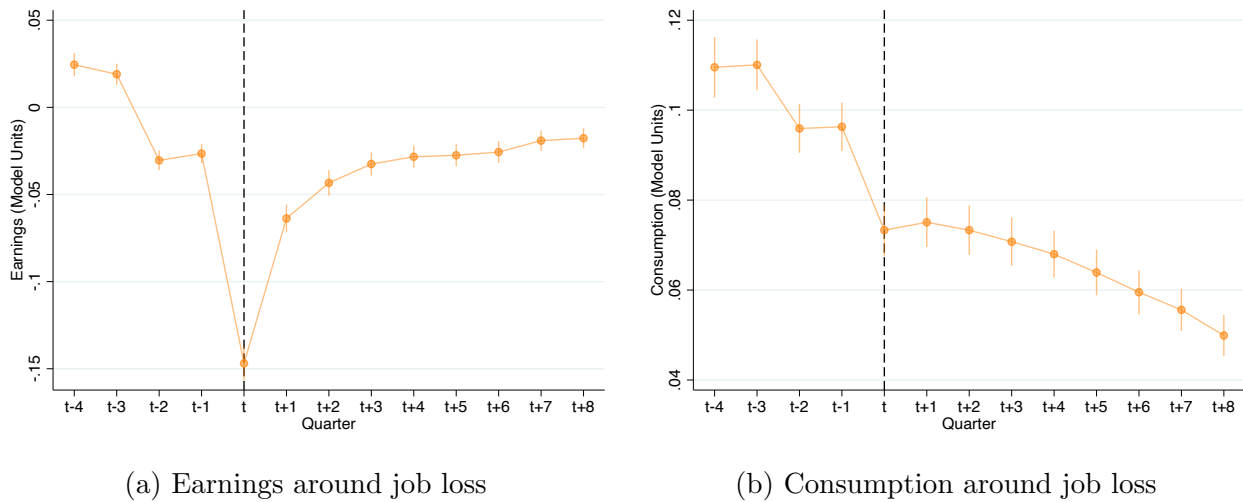 Earnings (Model Units)
.05
0
-.05
-.1
-.15
t-4 t-3 t-2 t-1 t t+1 t+2 t+3 t+4 t+5 t+6 t+7 t+8
Quarter
(a) Earnings around job loss
Consumption (Model Units)
.12
.1
.08
.06
.04
t-4 t-3 t-2 t-1 t t+1 t+2 t+3 t+4 t+5 t+6 t+7 t+8
Quarter
(b) Consumption around job loss